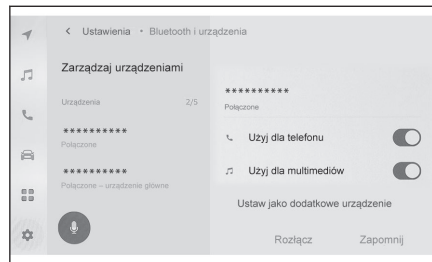 < Ustawienia • Bluetooth i urządzenia
Zarządzaj urządzeniami
Urządzenia 2/5
**********
Połączone
**********
Połączone – urządzenie główne
**********
Połączone
Użyj dla telefonu
Użyj dla multimediów
Ustaw jako dodatkowe urządzenie
Rozłącz Zapomnij